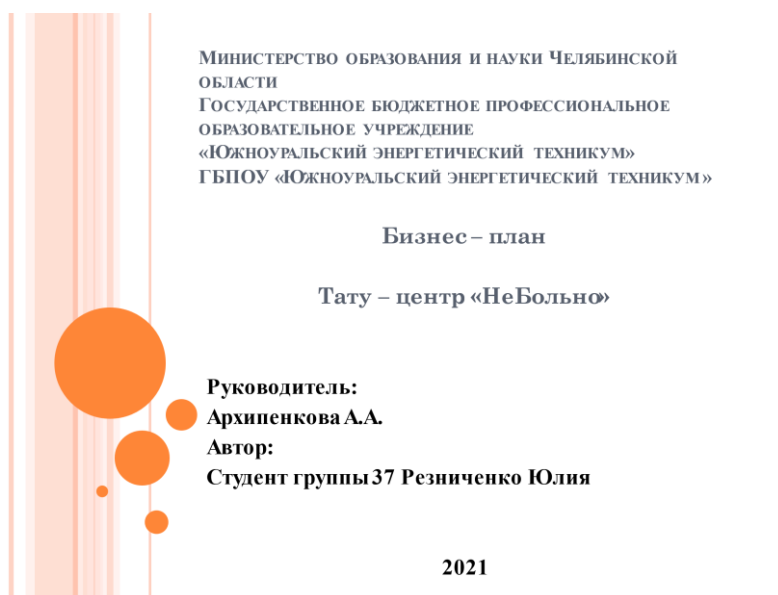 Министерство образования и науки Челябинской
области
Государственное бюджетное профессиональное
образовательное учреждение
«Южноуральский энергетический техникум»
ГБПОУ «Южноуральский энергетический техникум»
Бизнес – план
Тату – центр «НеБольно»
Руководитель:
Архипенкова А.А.
Автор:
Студент группы 37 Резниченко Юлия
2021